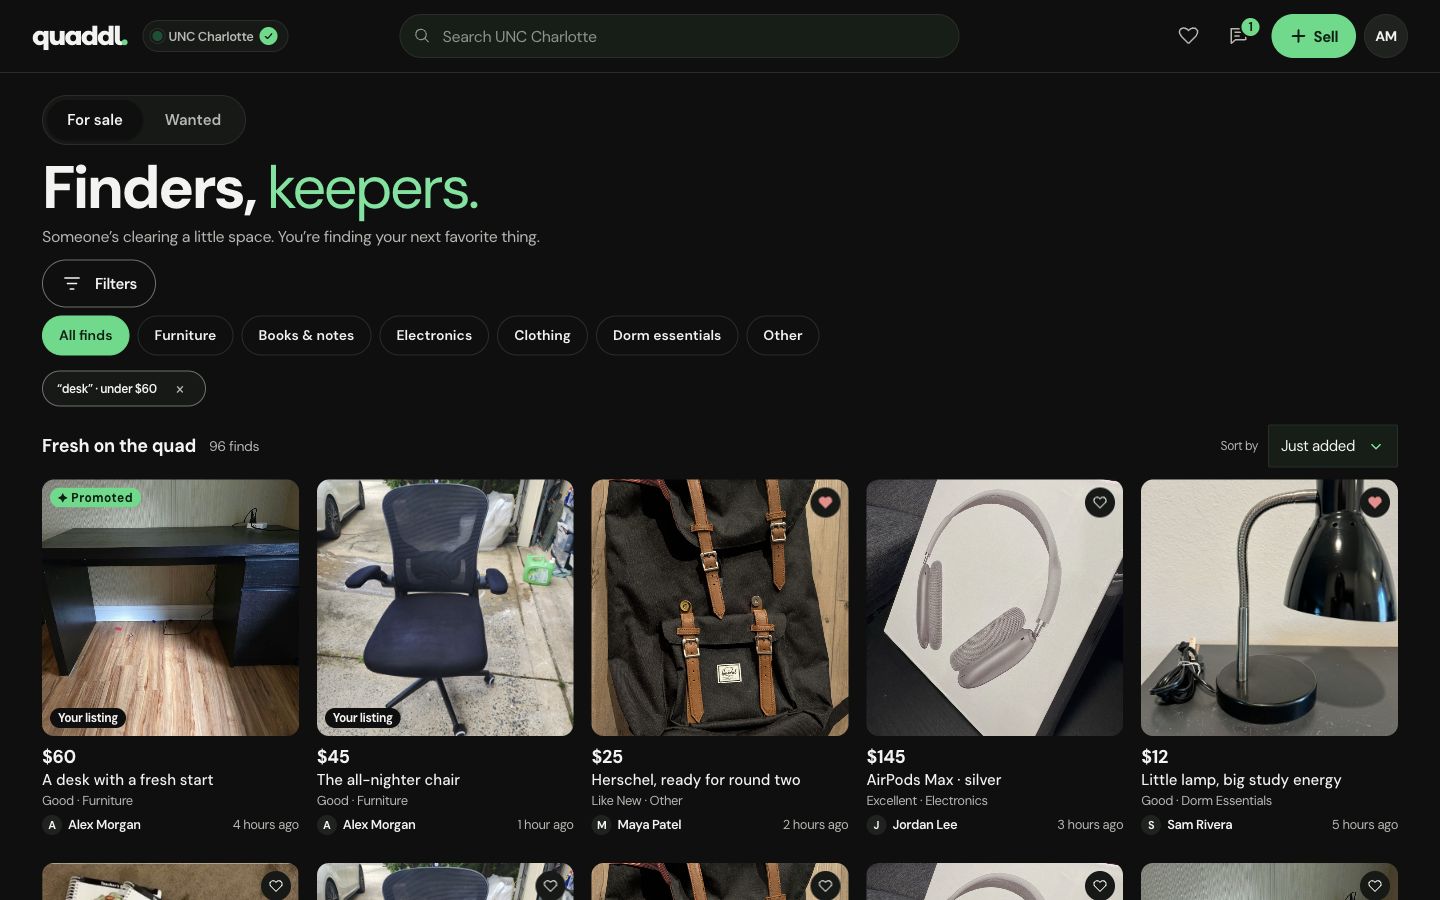 quaddl.
UNC Charlotte
Search UNC Charlotte
1
Sell
AM
For sale
Wanted
Finders, keepers.
Someone’s clearing a little space. You’re finding your next favorite thing.
Filters
All finds
Furniture
Books & notes
Electronics
Clothing
Dorm essentials
Other
“desk” · under $60 ×
Fresh on the quad 96 finds
Sort by Just added
Promoted
Your listing
$60
A desk with a fresh start
Good · Furniture
A Alex Morgan 4 hours ago
Your listing
$45
The all-nighter chair
Good · Furniture
A Alex Morgan 1 hour ago
Herschel
$25
Herschel, ready for round two
Like New · Other
M Maya Patel 2 hours ago
$145
AirPods Max · silver
Excellent · Electronics
J Jordan Lee 3 hours ago
$12
Little lamp, big study energy
Good · Dorm Essentials
S Sam Rivera 5 hours ago